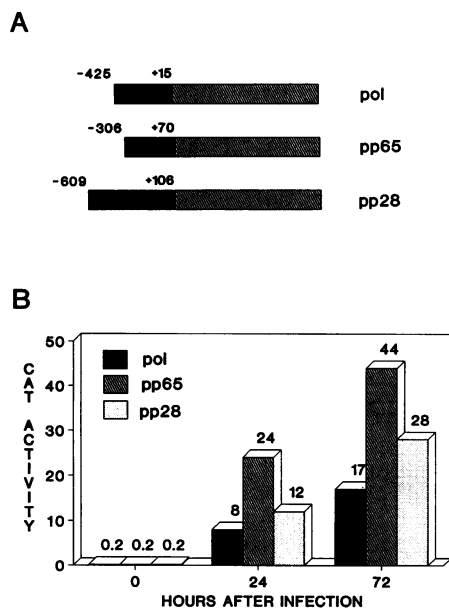 A
-425 +15
pol
-306 +70
pp65
-609 +106
pp28
B
CAT ACTIVITY
50
40
30
20
10
0
pol
pp65
pp28
0.2 0.2 0.2
8
24
12
17
44
28
0 24 72
HOURS AFTER INFECTION